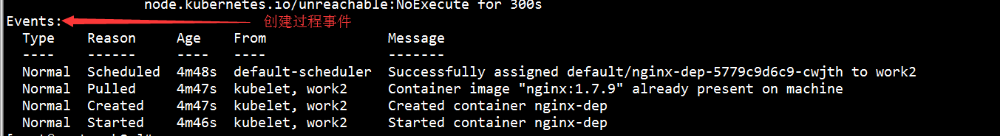 node.kubernetes.io/unreachable:NoExecute for 300s
Events: 创建过程事件
Type Reason Age From Message
---- ------ ---- ---- -------
Normal Scheduled 4m48s default-scheduler Successfully assigned default/nginx-dep-5779c9d6c9-cwjth to work2
Normal Pulled 4m47s kubelet, work2 Container image "nginx:1.7.9" already present on machine
Normal Created 4m47s kubelet, work2 Created container nginx-dep
Normal Started 4m46s kubelet, work2 Started container nginx-dep